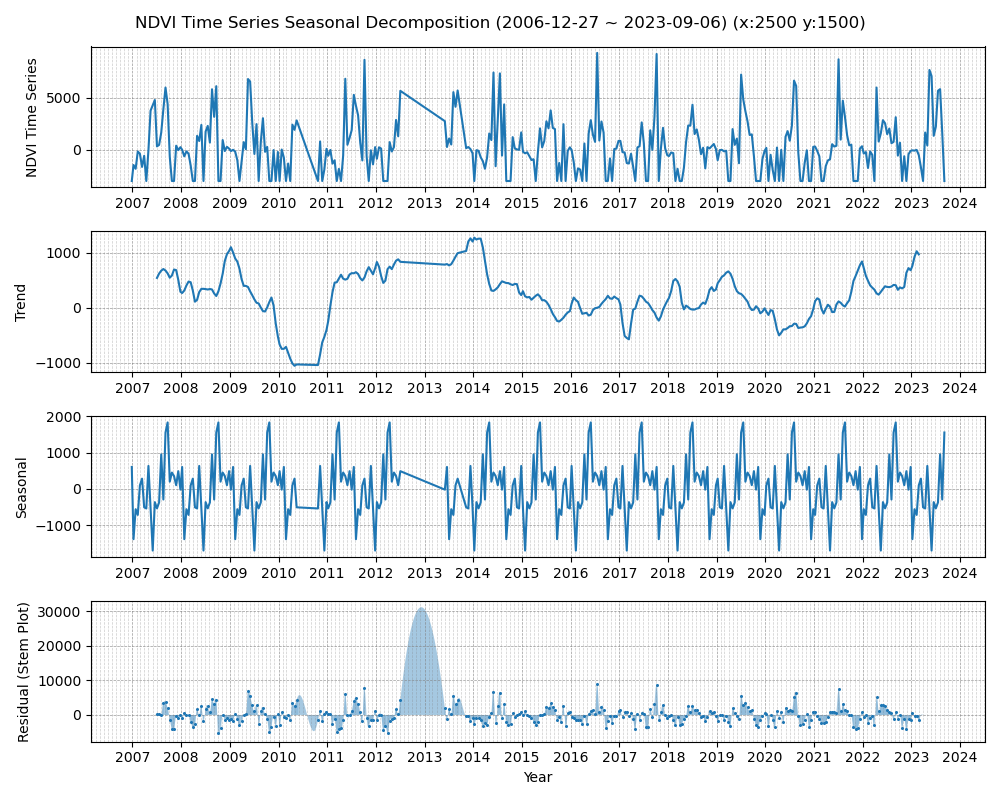 NDVI Time Series Seasonal Decomposition (2006-12-27 ~ 2023-09-06) (x:2500 y:1500)
NDVI Time Series
5000
0
2007 2008 2009 2010 2011 2012 2013 2014 2015 2016 2017 2018 2019 2020 2021 2022 2023 2024
Trend
1000
0
−1000
2007 2008 2009 2010 2011 2012 2013 2014 2015 2016 2017 2018 2019 2020 2021 2022 2023 2024
Seasonal
2000
1000
0
−1000
2007 2008 2009 2010 2011 2012 2013 2014 2015 2016 2017 2018 2019 2020 2021 2022 2023 2024
Residual (Stem Plot)
30000
20000
10000
0
2007 2008 2009 2010 2011 2012 2013 2014 2015 2016 2017 2018 2019 2020 2021 2022 2023 2024
Year